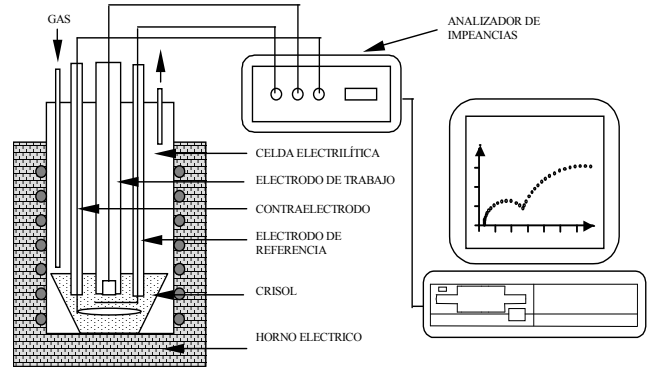 GAS
ANALIZADOR DE
IMPEANCIAS
CELDA ELECTRILÍTICA
ELECTRODO DE TRABAJO
CONTRAELECTRODO
ELECTRODO DE
REFERENCIA
CRISOL
HORNO ELECTRICO